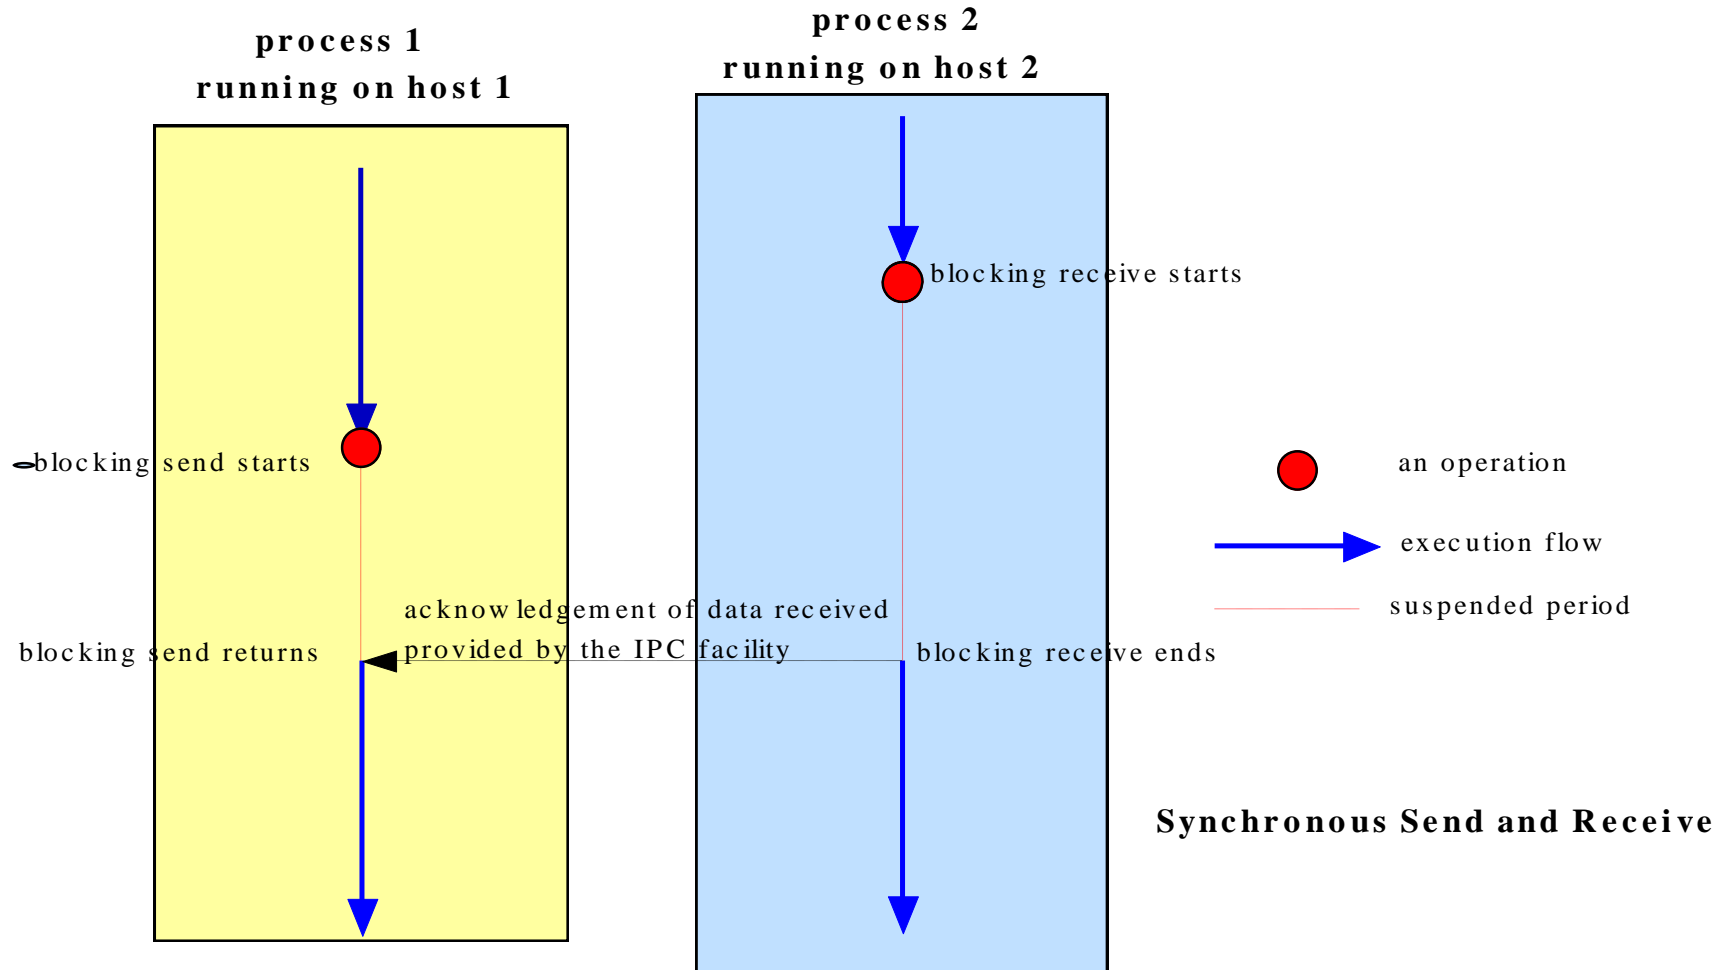 process 1
running on host 1
process 2
running on host 2
blocking receive starts
blocking send starts
acknowledgement of data received
provided by the IPC facility
blocking send returns
blocking receive ends
an operation
execution flow
suspended period
Synchronous Send and Receive